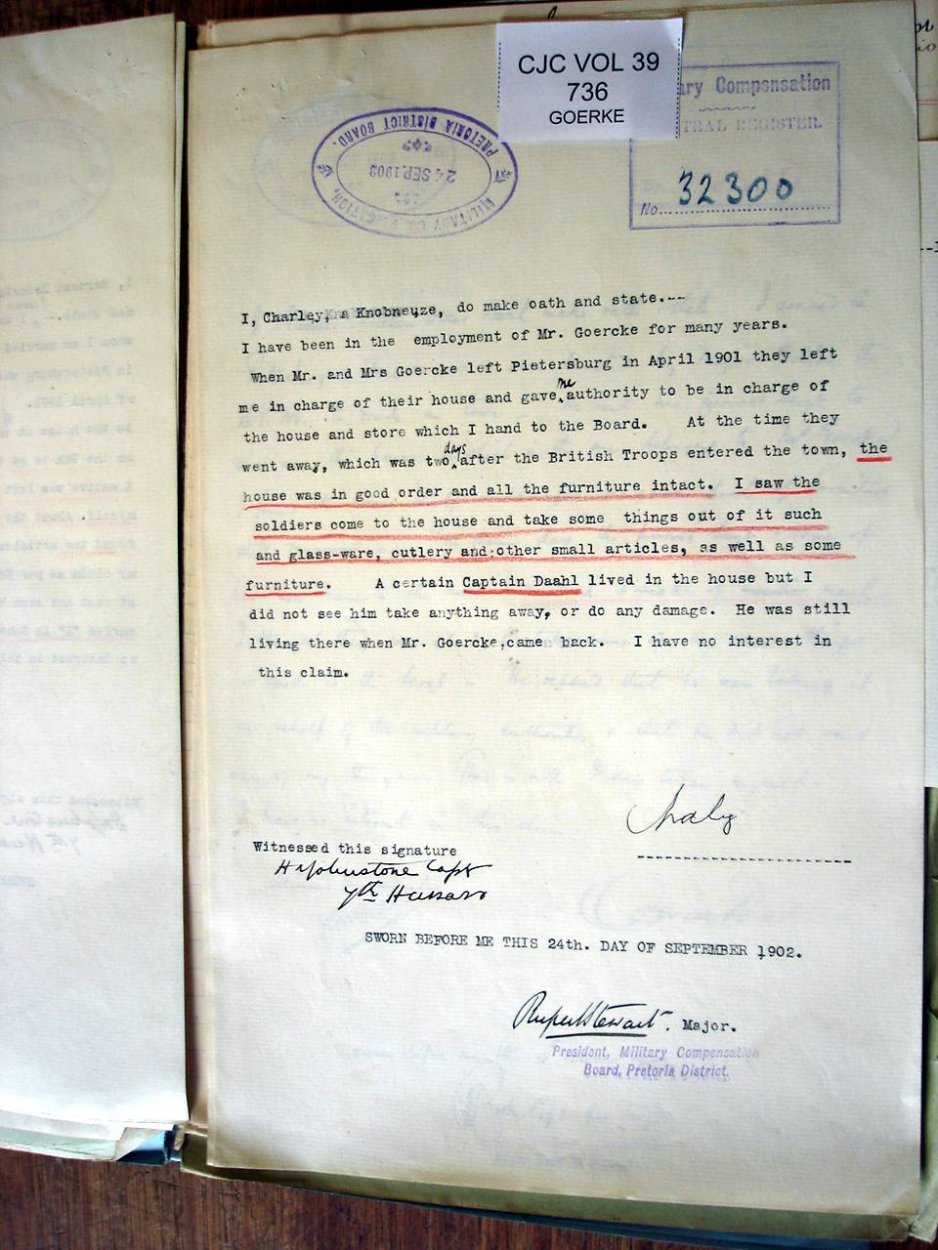 CJC VOL 39
736
GOERKE
PRETORIA DISTRICT BOARD.
24 SEP. 1902
MILITARY
ary Compensation
TRAL REGISTER.
No. 32300
I, Charley, a Knobneuze, do make oath and state.--
I have been in the employment of Mr. Goercke for many years.
When Mr. and Mrs Goercke left Pietersburg in April 1901 they left
me in charge of their house and gave me authority to be in charge of
the house and store which I hand to the Board. At the time they
went away, which was two days after the British Troops entered the town, the
house was in good order and all the furniture intact. I saw the
soldiers come to the house and take some things out of it such
and glass-ware, cutlery and other small articles, as well as some
furniture. A certain Captain Daahl lived in the house but I
did not see him take anything away, or do any damage. He was still
living there when Mr. Goercke, came back. I have no interest in
this claim.
Chaly
Witnessed this signature
H Johnstone Capt
7th Hussars
SWORN BEFORE ME THIS 24th. DAY OF SEPTEMBER 1902.
Rupert Stewart. Major.
President, Military Compensation
Board, Pretoria District.